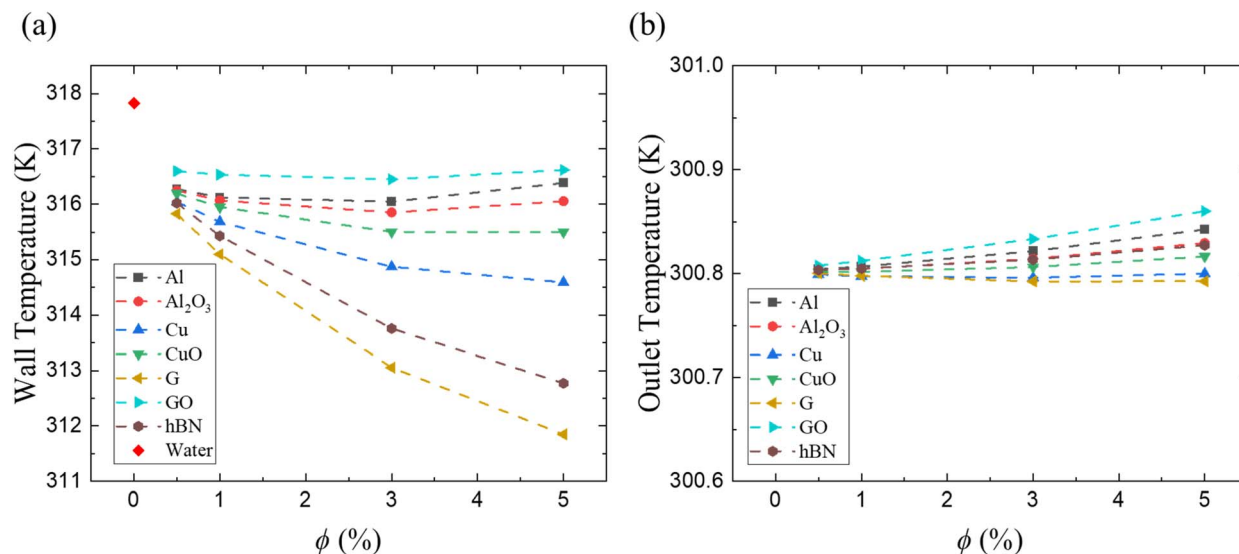 (a)
318
317
316
315
314
313
312
311
0
1
2
3
4
5
Wall Temperature (K)
ϕ (%)
Al
Al₂O₃
Cu
CuO
G
GO
hBN
Water
(b)
301.0
300.9
300.8
300.7
300.6
0
1
2
3
4
5
Outlet Temperature (K)
ϕ (%)
Al
Al₂O₃
Cu
CuO
G
GO
hBN